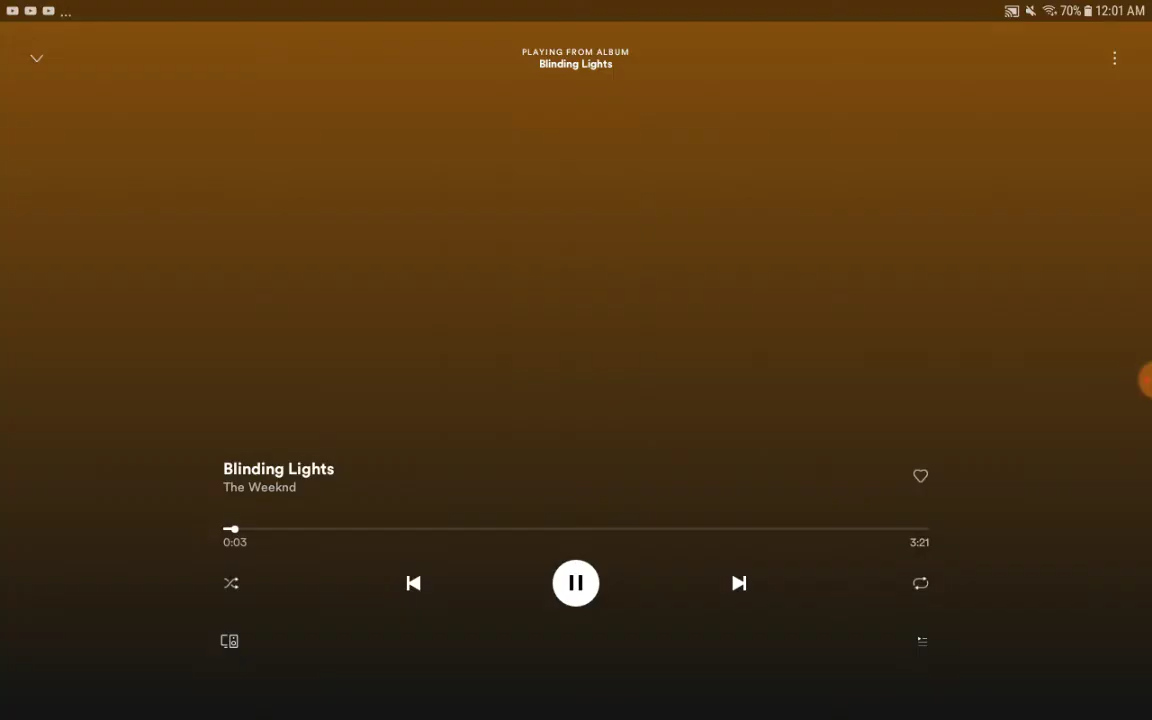 ... 70% 12:01 AM
PLAYING FROM ALBUM
Blinding Lights
Blinding Lights
The Weeknd
0:03 3:21